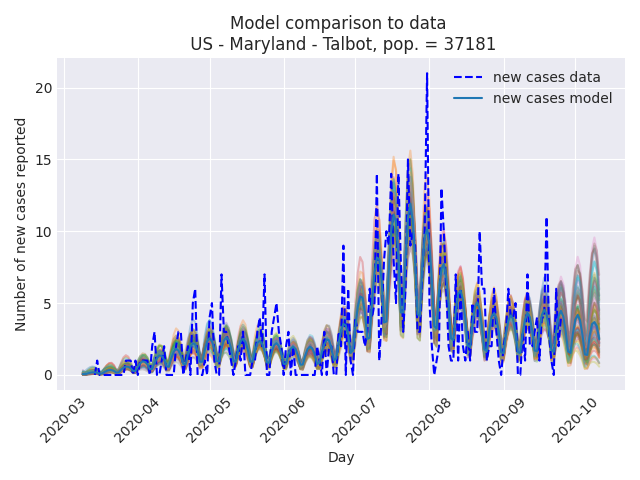 Model comparison to data
US - Maryland - Talbot, pop. = 37181
new cases data
new cases model
Number of new cases reported
20
15
10
5
0
2020-03
2020-04
2020-05
2020-06
2020-07
2020-08
2020-09
2020-10
Day